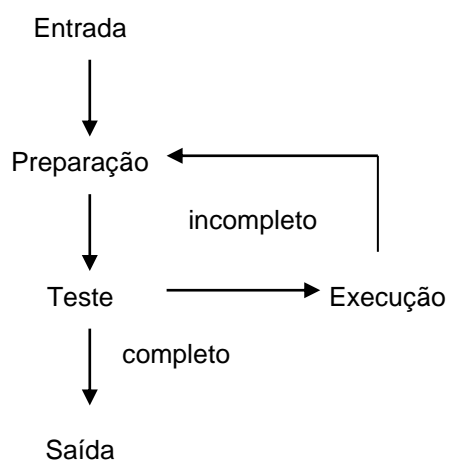 Entrada
Preparação
incompleto
Teste
Execução
completo
Saída